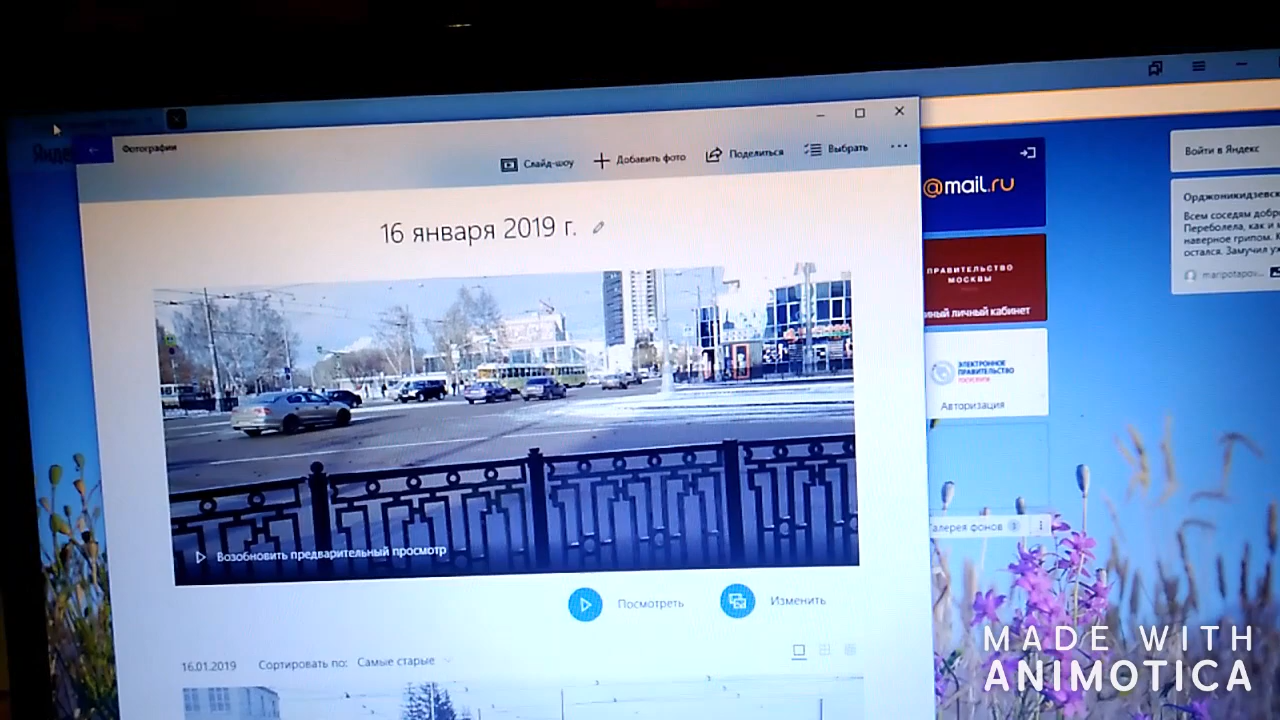 Фотографии
Слайд-шоу
Добавить фото
Поделиться
Выбрать
16 января 2019 г.
Возобновить предварительный просмотр
Посмотреть
Изменить
16.01.2019
Сортировать по: Самые старые
@mail.ru
ПРАВИТЕЛЬСТВО
МОСКВЫ
личный кабинет
ЭЛЕКТРОННОЕ
ПРАВИТЕЛЬСТВО
ГОСУСЛУГИ
Авторизация
Галерея фонов
Войти в Яндекс
Орджоникидзевск
Всем соседям добр
Переболела, как и
наверное грипом.
остался. Замучил
maripotapov...
MADE WITH
ANIMOTICA